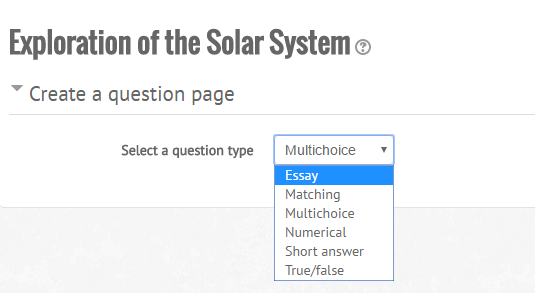 Exploration of the Solar System ?
Create a question page
Select a question type Multichoice
Essay
Matching
Multichoice
Numerical
Short answer
True/false